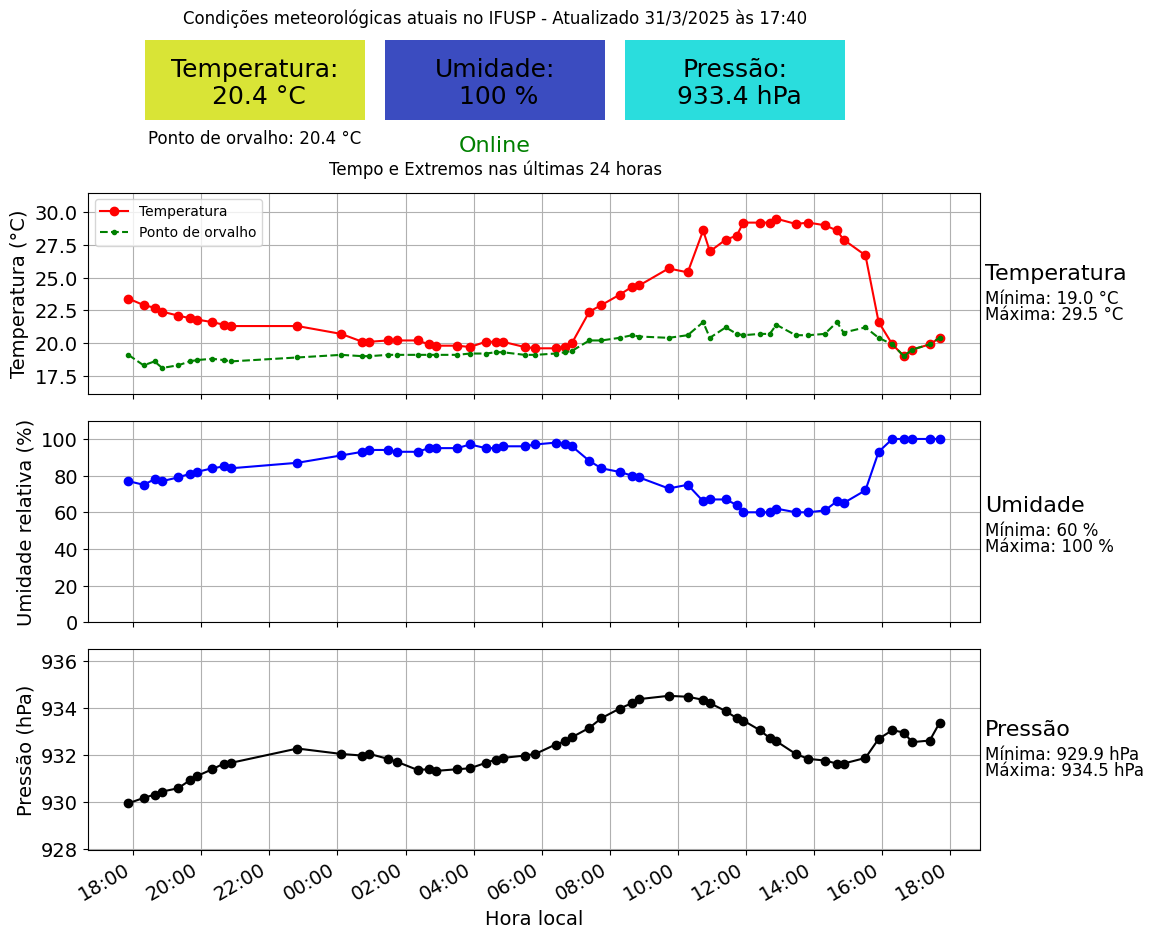 Condições meteorológicas atuais no IFUSP - Atualizado 31/3/2025 às 17:40
Temperatura:
20.4 °C
Umidade:
100 %
Pressão:
933.4 hPa
Ponto de orvalho: 20.4 °C
Online
Tempo e Extremos nas últimas 24 horas
Temperatura (°C)
30.0
27.5
25.0
22.5
20.0
17.5
Temperatura
Ponto de orvalho
Temperatura
Mínima: 19.0 °C
Máxima: 29.5 °C
Umidade relativa (%)
100
80
60
40
20
0
Umidade
Mínima: 60 %
Máxima: 100 %
Pressão (hPa)
936
934
932
930
928
Pressão
Mínima: 929.9 hPa
Máxima: 934.5 hPa
18:00 20:00 22:00 00:00 02:00 04:00 06:00 08:00 10:00 12:00 14:00 16:00 18:00
Hora local